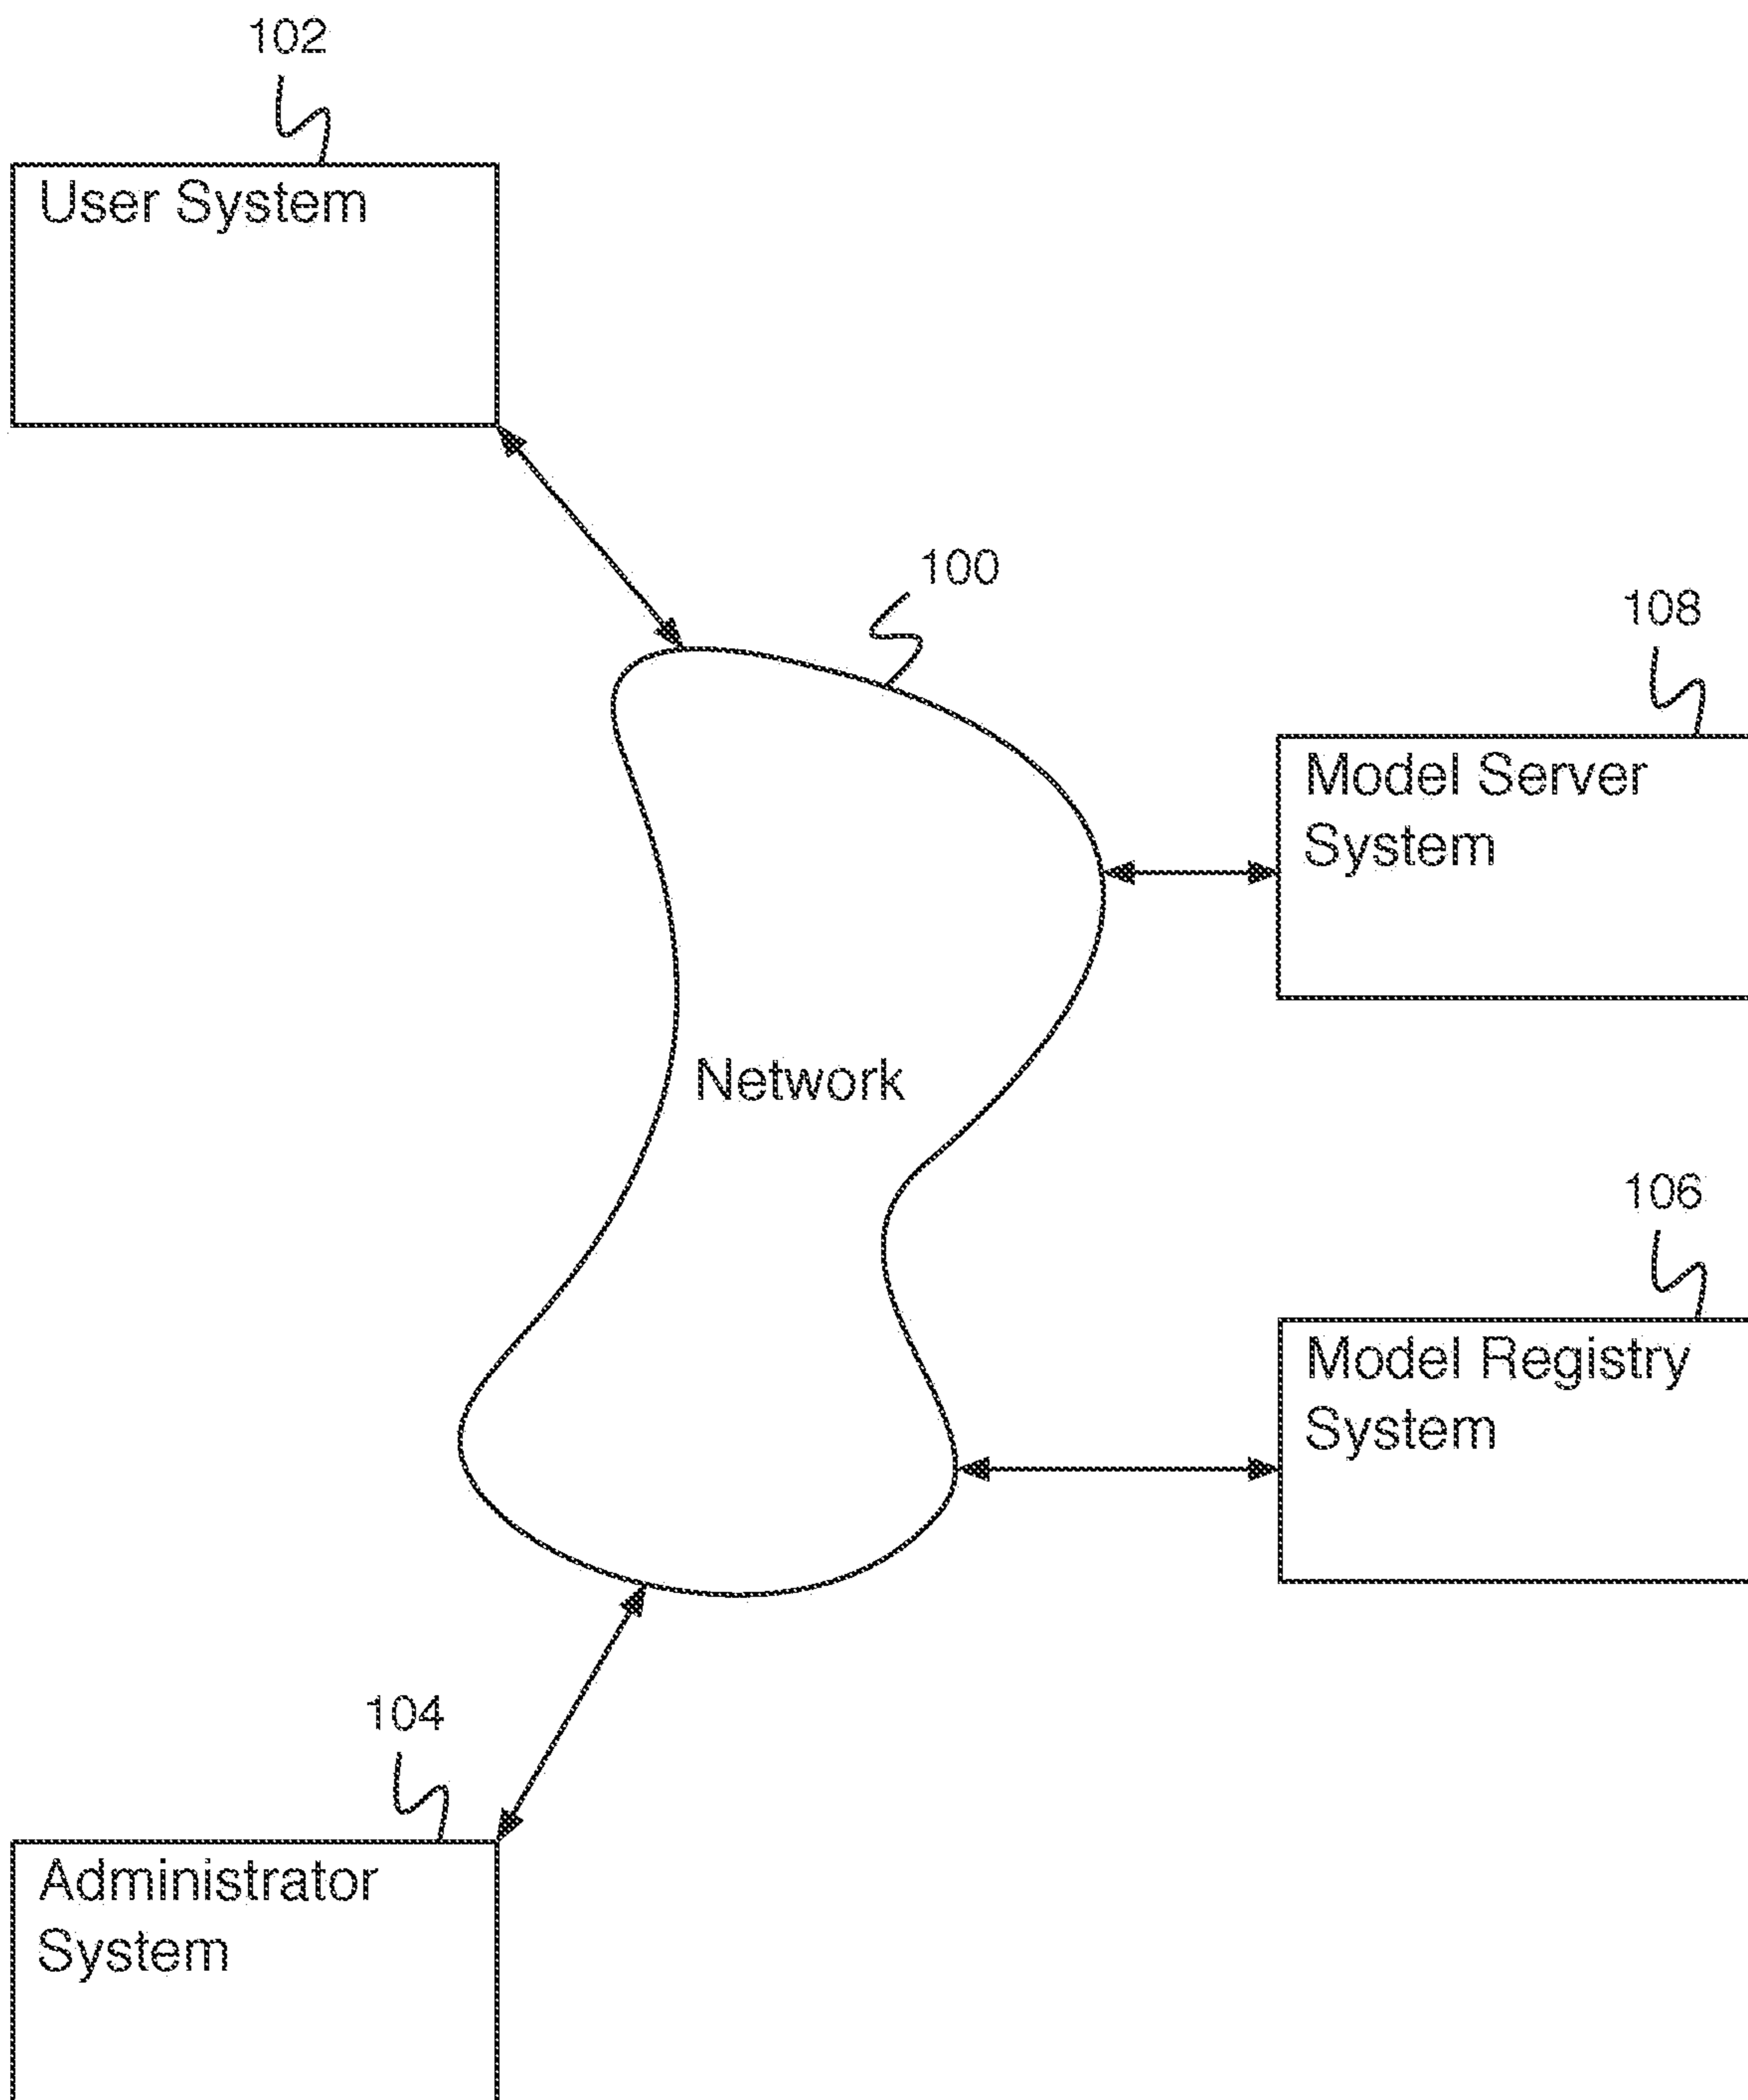 102
User System
100
108
Model Server
System
Network
106
Model Registry
System
104
Administrator
System